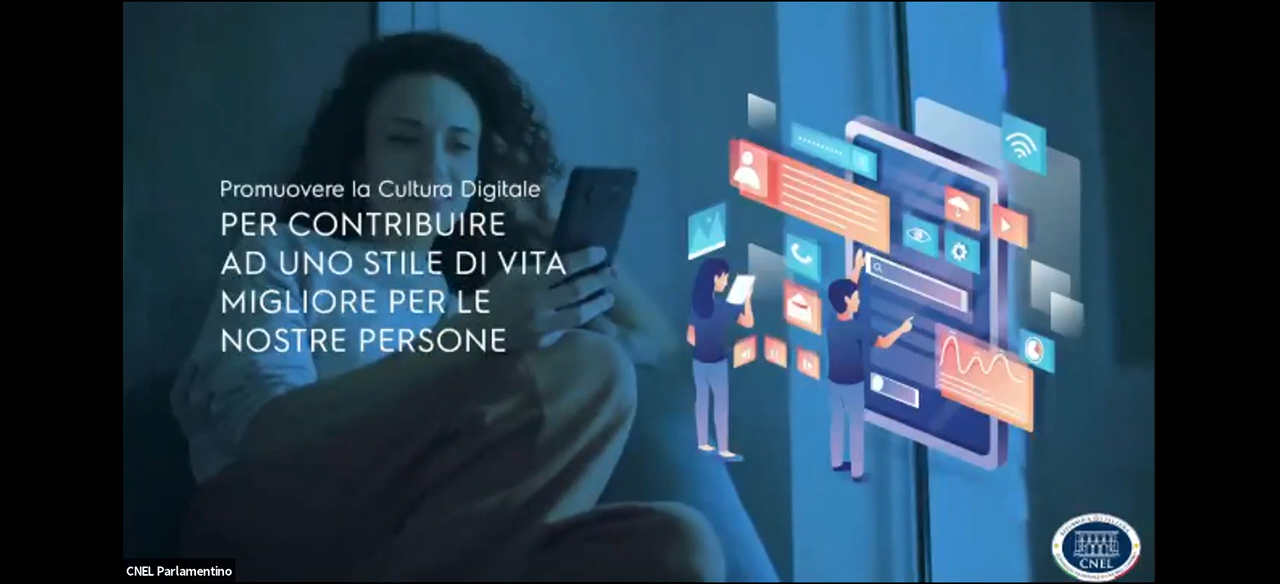 Promuovere la Cultura Digitale
PER CONTRIBUIRE
AD UNO STILE DI VITA
MIGLIORE PER LE
NOSTRE PERSONE
CNEL
CNEL Parlamentino